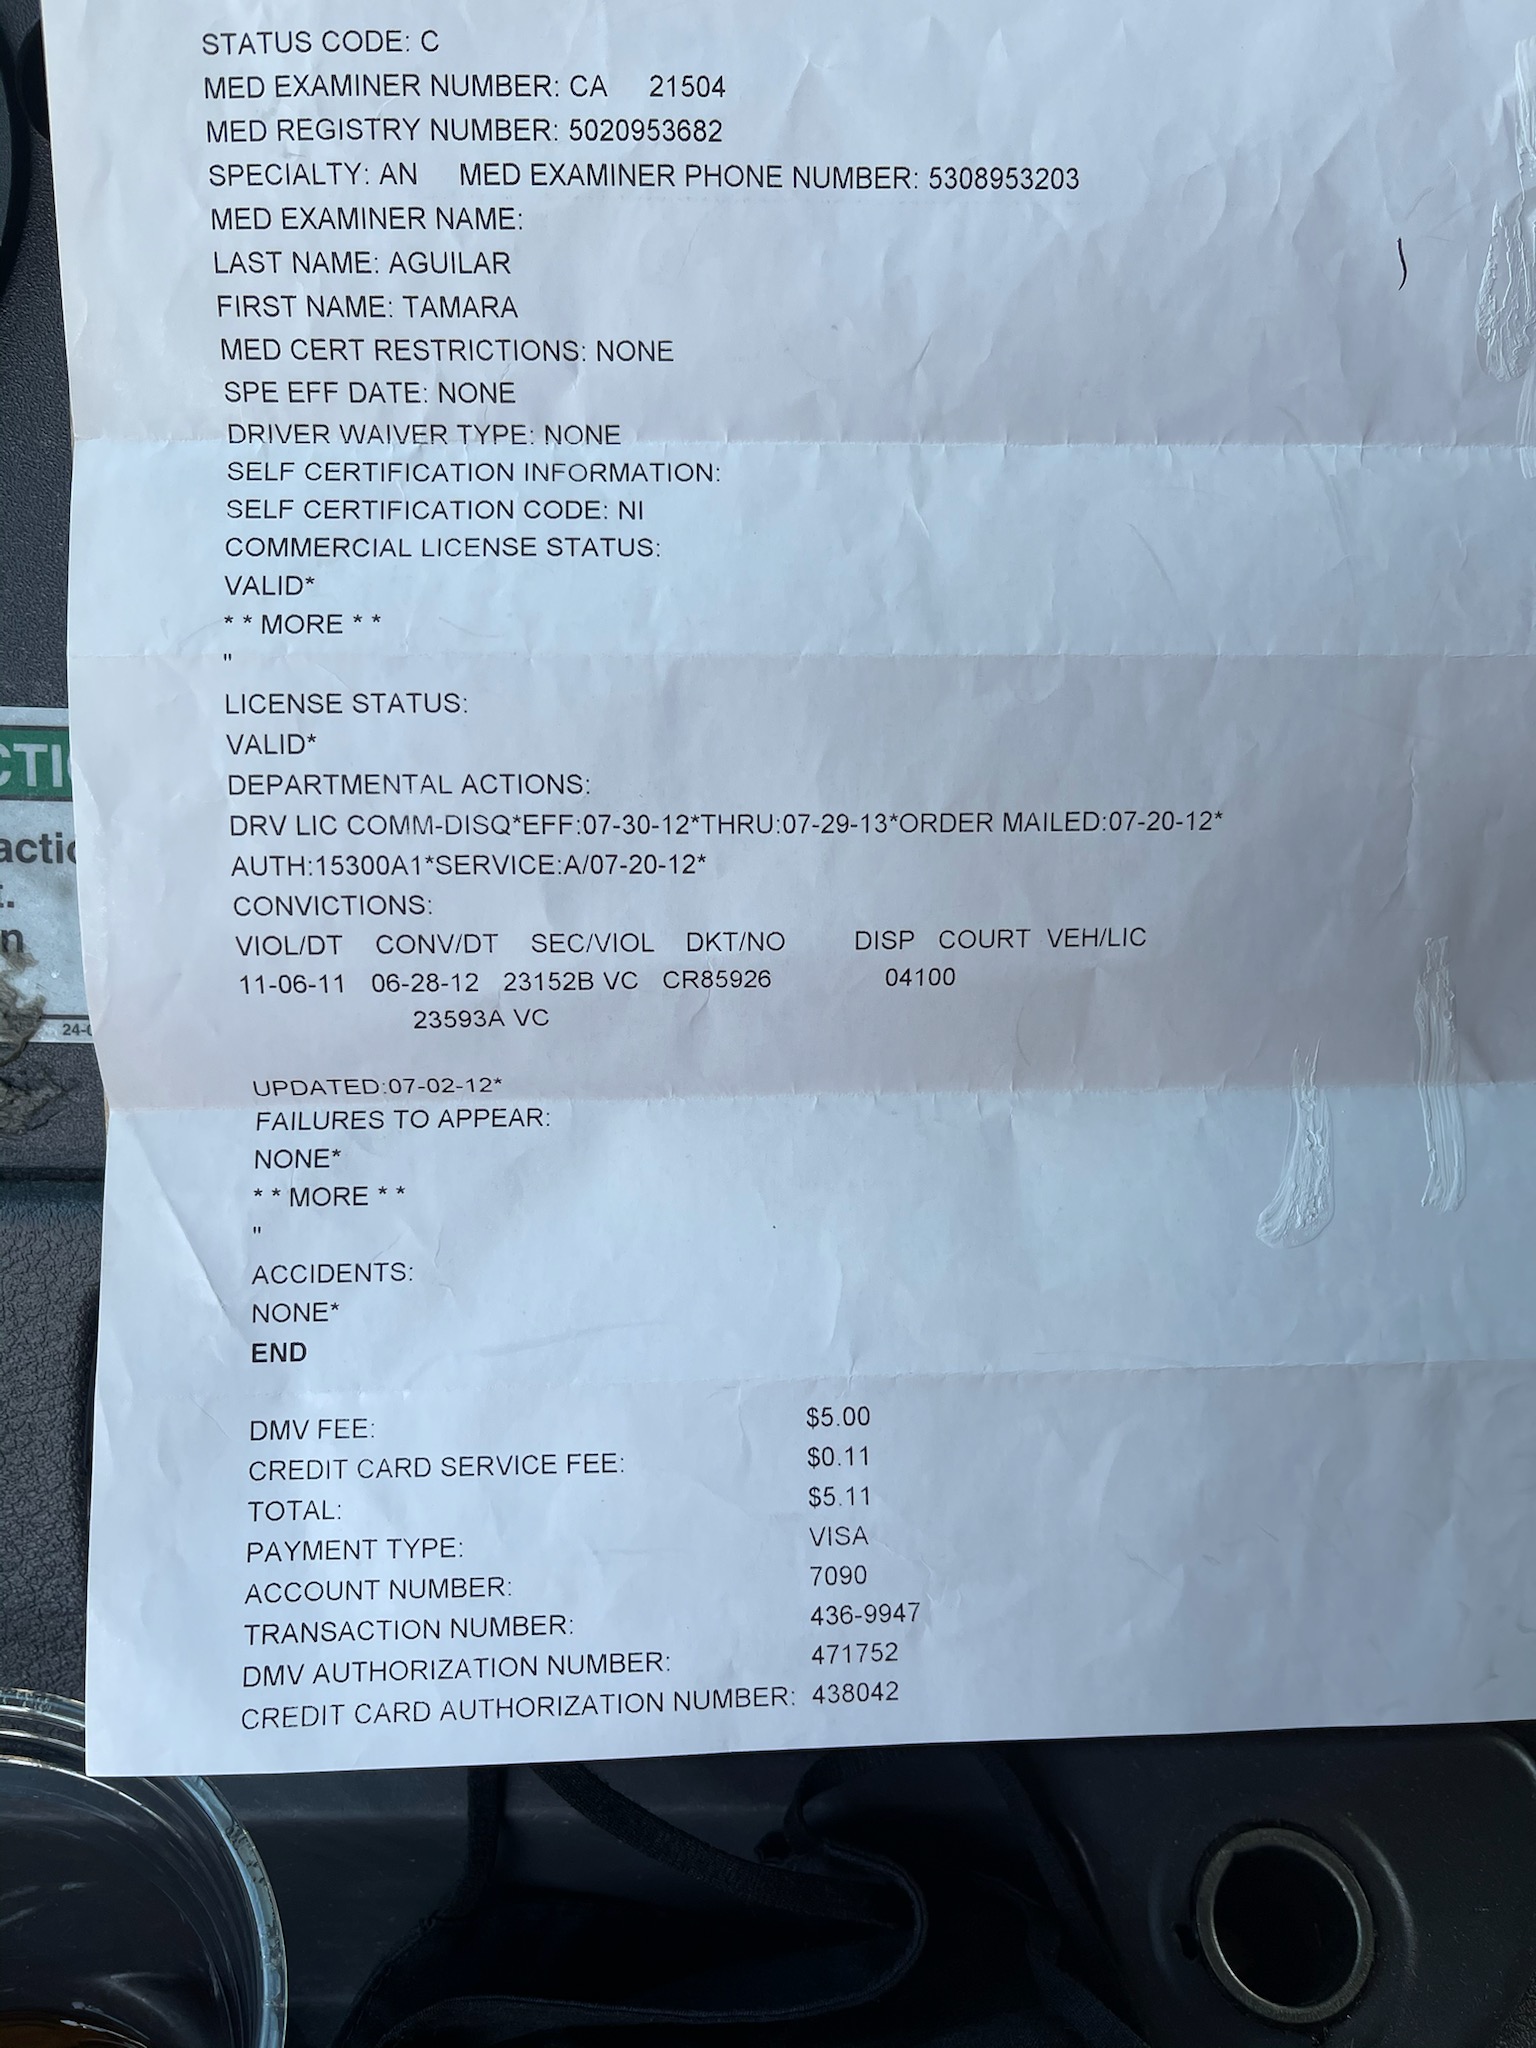 STATUS CODE: C
MED EXAMINER NUMBER: CA 21504
MED REGISTRY NUMBER: 5020953682
SPECIALTY: AN MED EXAMINER PHONE NUMBER: 5308953203
MED EXAMINER NAME:
LAST NAME: AGUILAR
FIRST NAME: TAMARA
MED CERT RESTRICTIONS: NONE
SPE EFF DATE: NONE
DRIVER WAIVER TYPE: NONE
SELF CERTIFICATION INFORMATION:
SELF CERTIFICATION CODE: NI
COMMERCIAL LICENSE STATUS:
VALID*
* * MORE * *
"
LICENSE STATUS:
VALID*
DEPARTMENTAL ACTIONS:
DRV LIC COMM-DISQ*EFF:07-30-12*THRU:07-29-13*ORDER MAILED:07-20-12*
AUTH:15300A1*SERVICE:A/07-20-12*
CONVICTIONS:
VIOL/DT CONV/DT SEC/VIOL DKT/NO DISP COURT VEH/LIC
11-06-11 06-28-12 23152B VC CR85926 04100
23593A VC
UPDATED:07-02-12*
FAILURES TO APPEAR:
NONE*
* * MORE * *
"
ACCIDENTS:
NONE*
END
DMV FEE: $5.00
CREDIT CARD SERVICE FEE: $0.11
TOTAL: $5.11
PAYMENT TYPE: VISA
ACCOUNT NUMBER: 7090
TRANSACTION NUMBER: 436-9947
DMV AUTHORIZATION NUMBER: 471752
CREDIT CARD AUTHORIZATION NUMBER: 438042